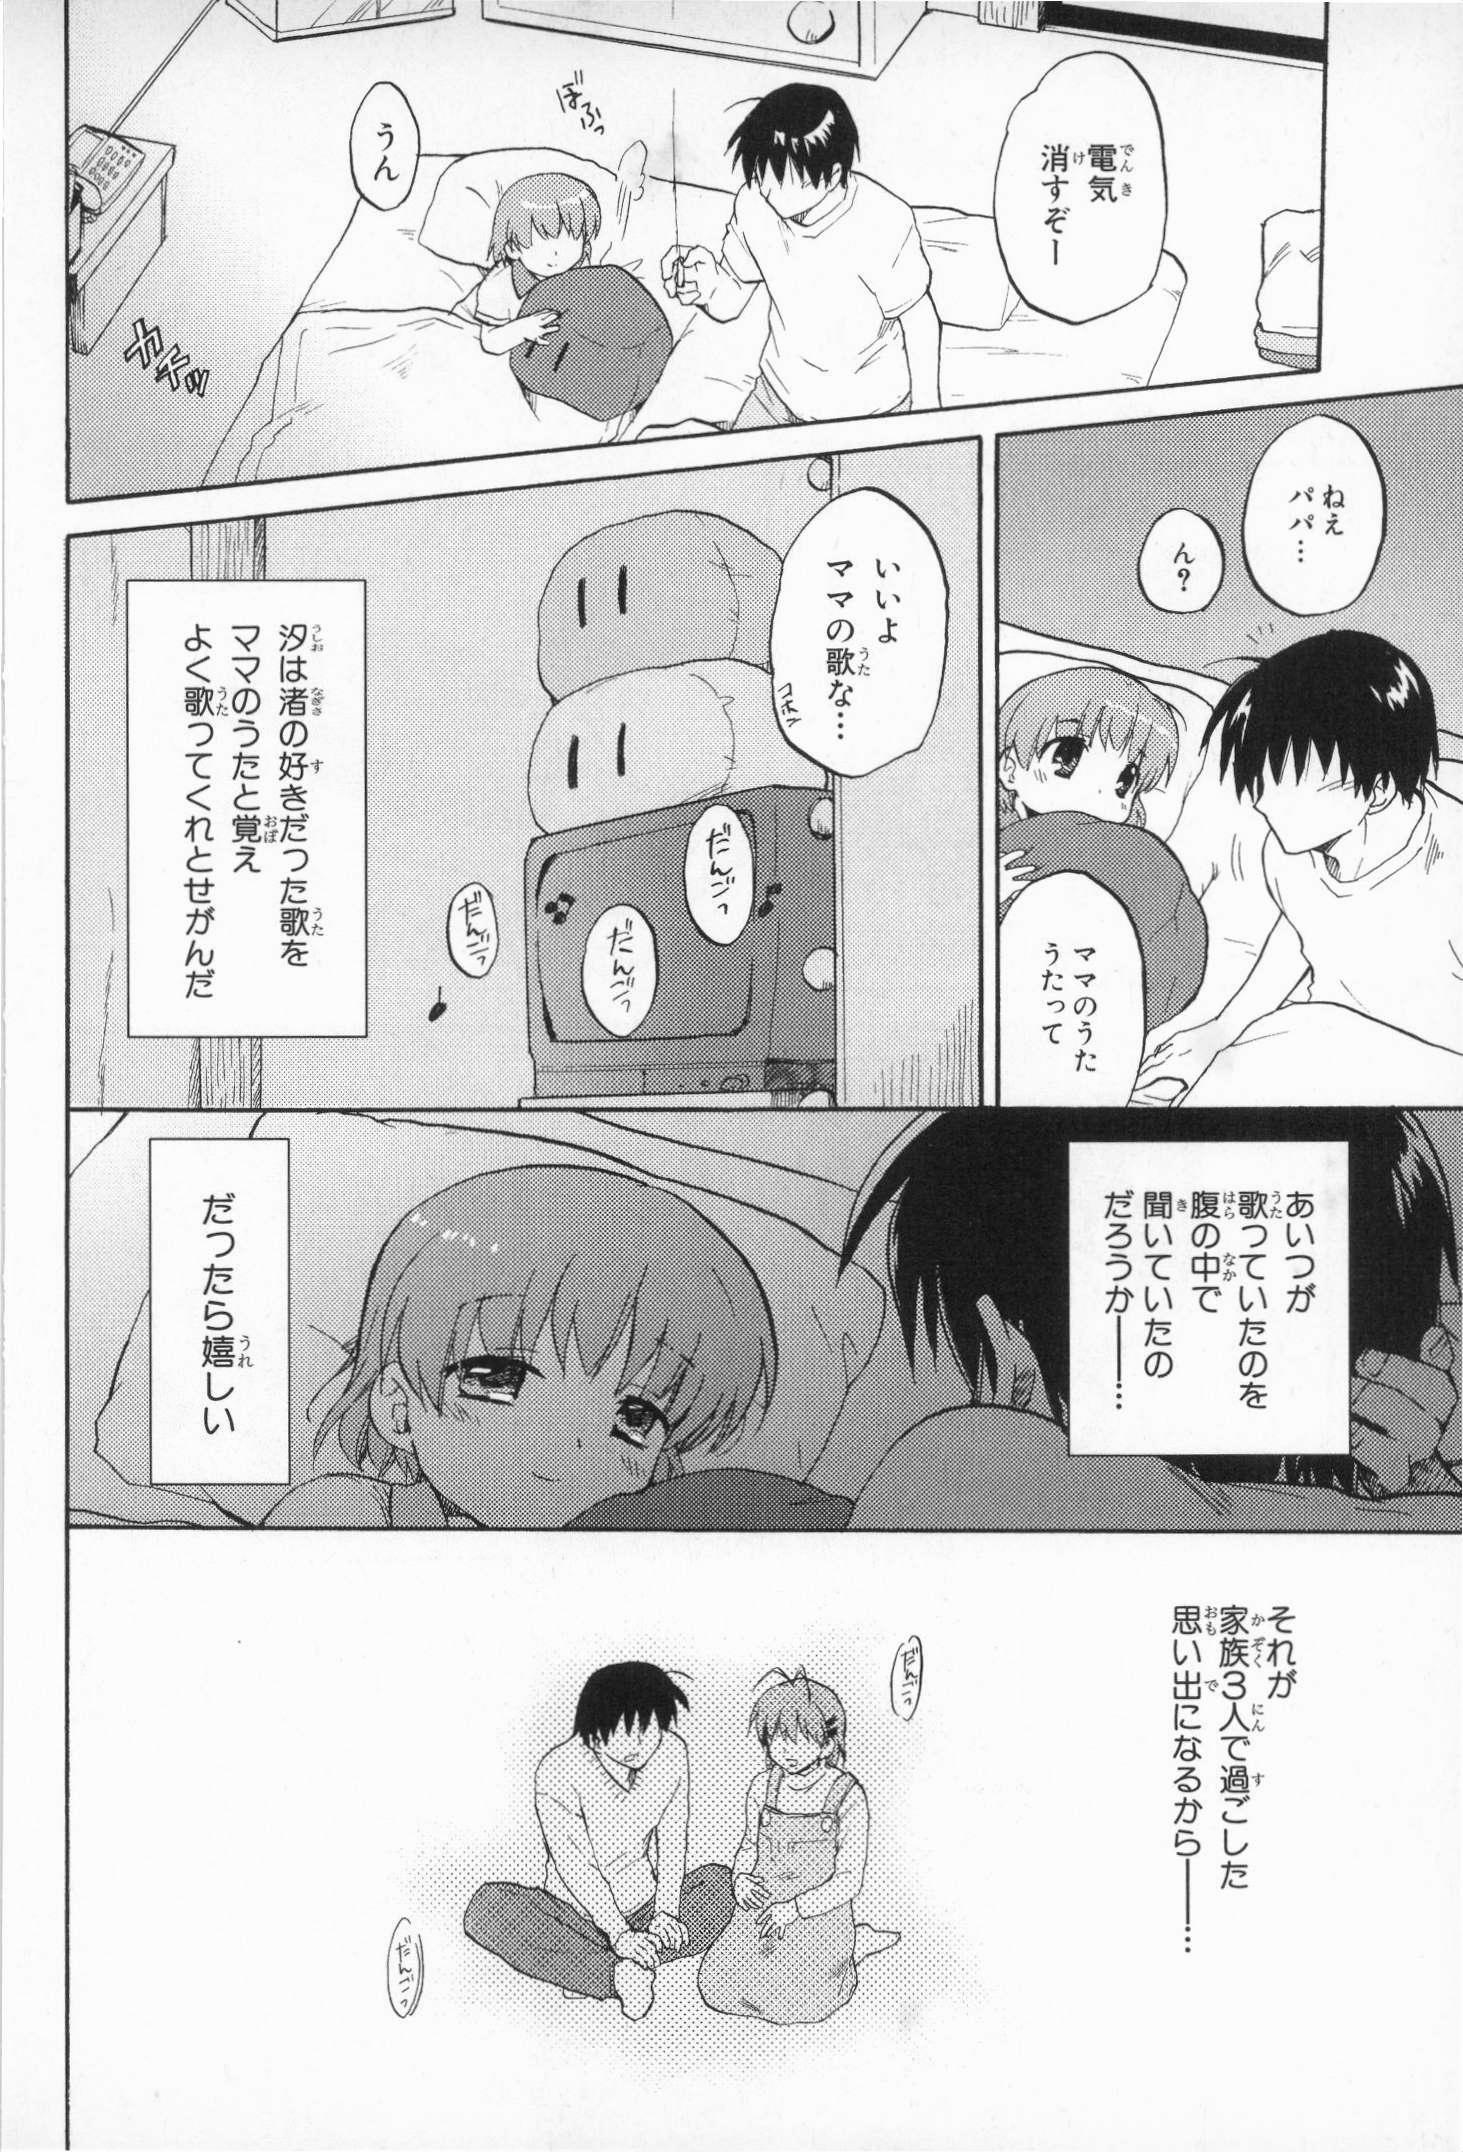 電気
消すぞー
ぼふっ
うん
カチッ
ねえ
パパ…
ん?
ママのうた
うたって
いいよ
ママの歌な…
コホン
だんごっ
だんごっ
だんごっ
汐は渚の好きだった歌を
ママのうたと覚え
よく歌ってくれとせがんだ
あいつが
歌っていたのを
腹の中で
聞いていたの
だろうか――…
だったら嬉しい
それが
家族3人で過ごした
思い出になるから――…
だんごっ
だんごっ